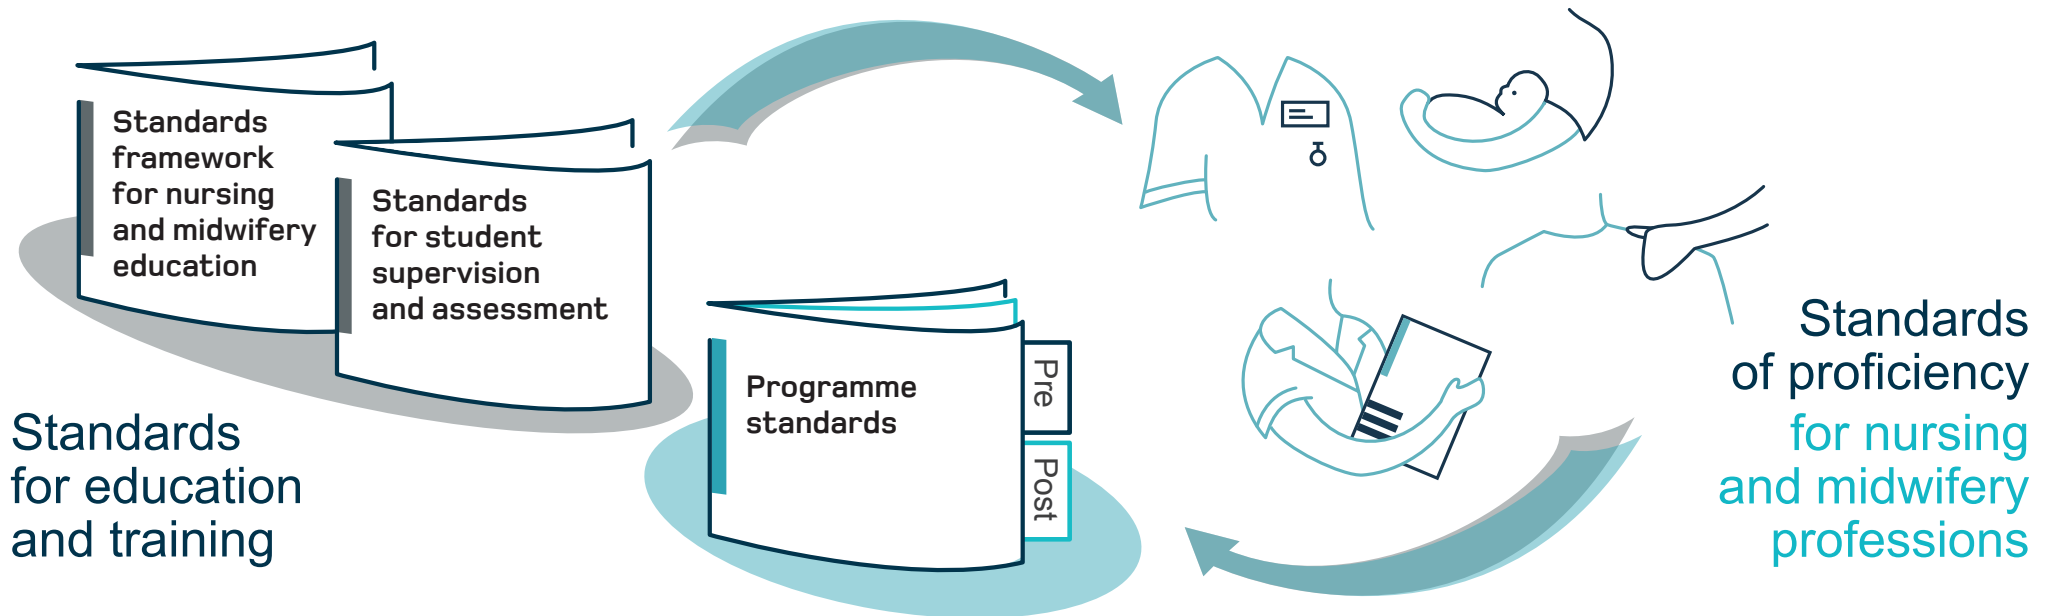 Standards
framework
for nursing
and midwifery
education
Standards
for student
supervision
and assessment
Programme
standards
Pre
Post
Standards
for education
and training
Standards
of proficiency
for nursing
and midwifery
professions